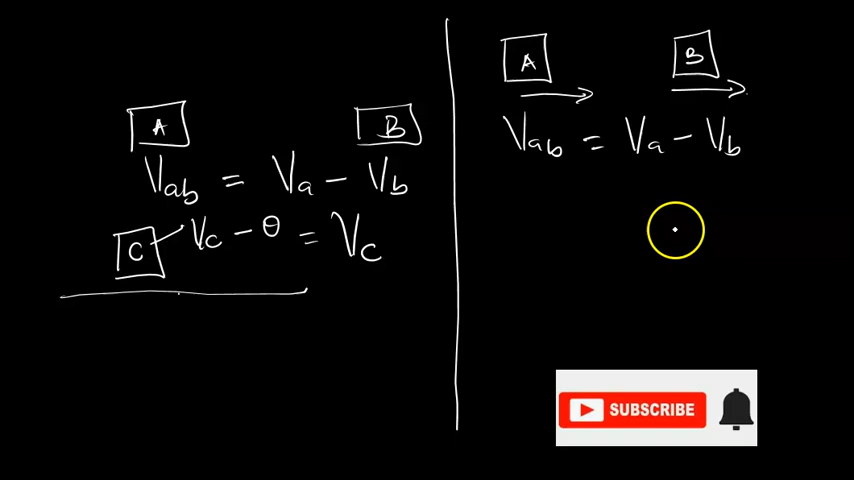 A B
Vab = Va - Vb
C Vc - 0 = Vc
A B
Vab = Va - Vb
SUBSCRIBE